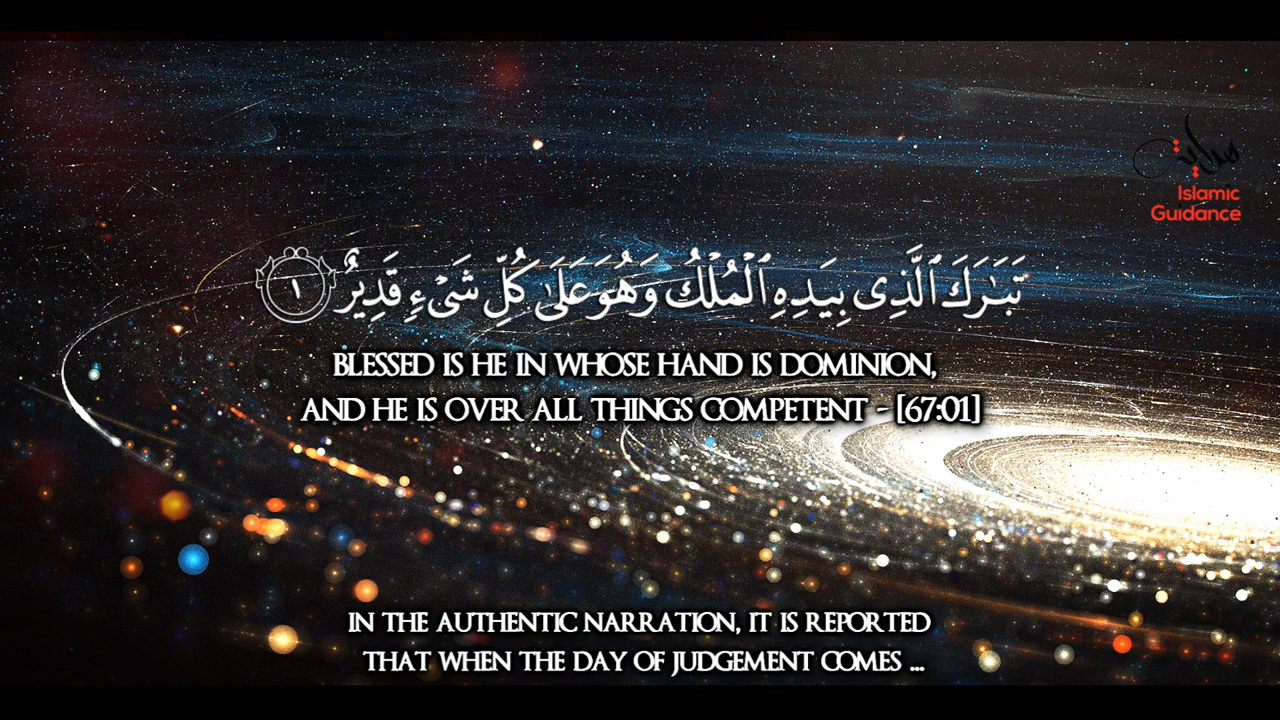 هداية
Islamic
Guidance
تَبَٰرَكَ ٱلَّذِى بِيَدِهِ ٱلْمُلْكُ وَهُوَ عَلَىٰ كُلِّ شَىْءٍ قَدِيرٌ ١
BLESSED IS HE IN WHOSE HAND IS DOMINION,
AND HE IS OVER ALL THINGS COMPETENT - [67:01]
IN THE AUTHENTIC NARRATION, IT IS REPORTED
THAT WHEN THE DAY OF JUDGEMENT COMES ...